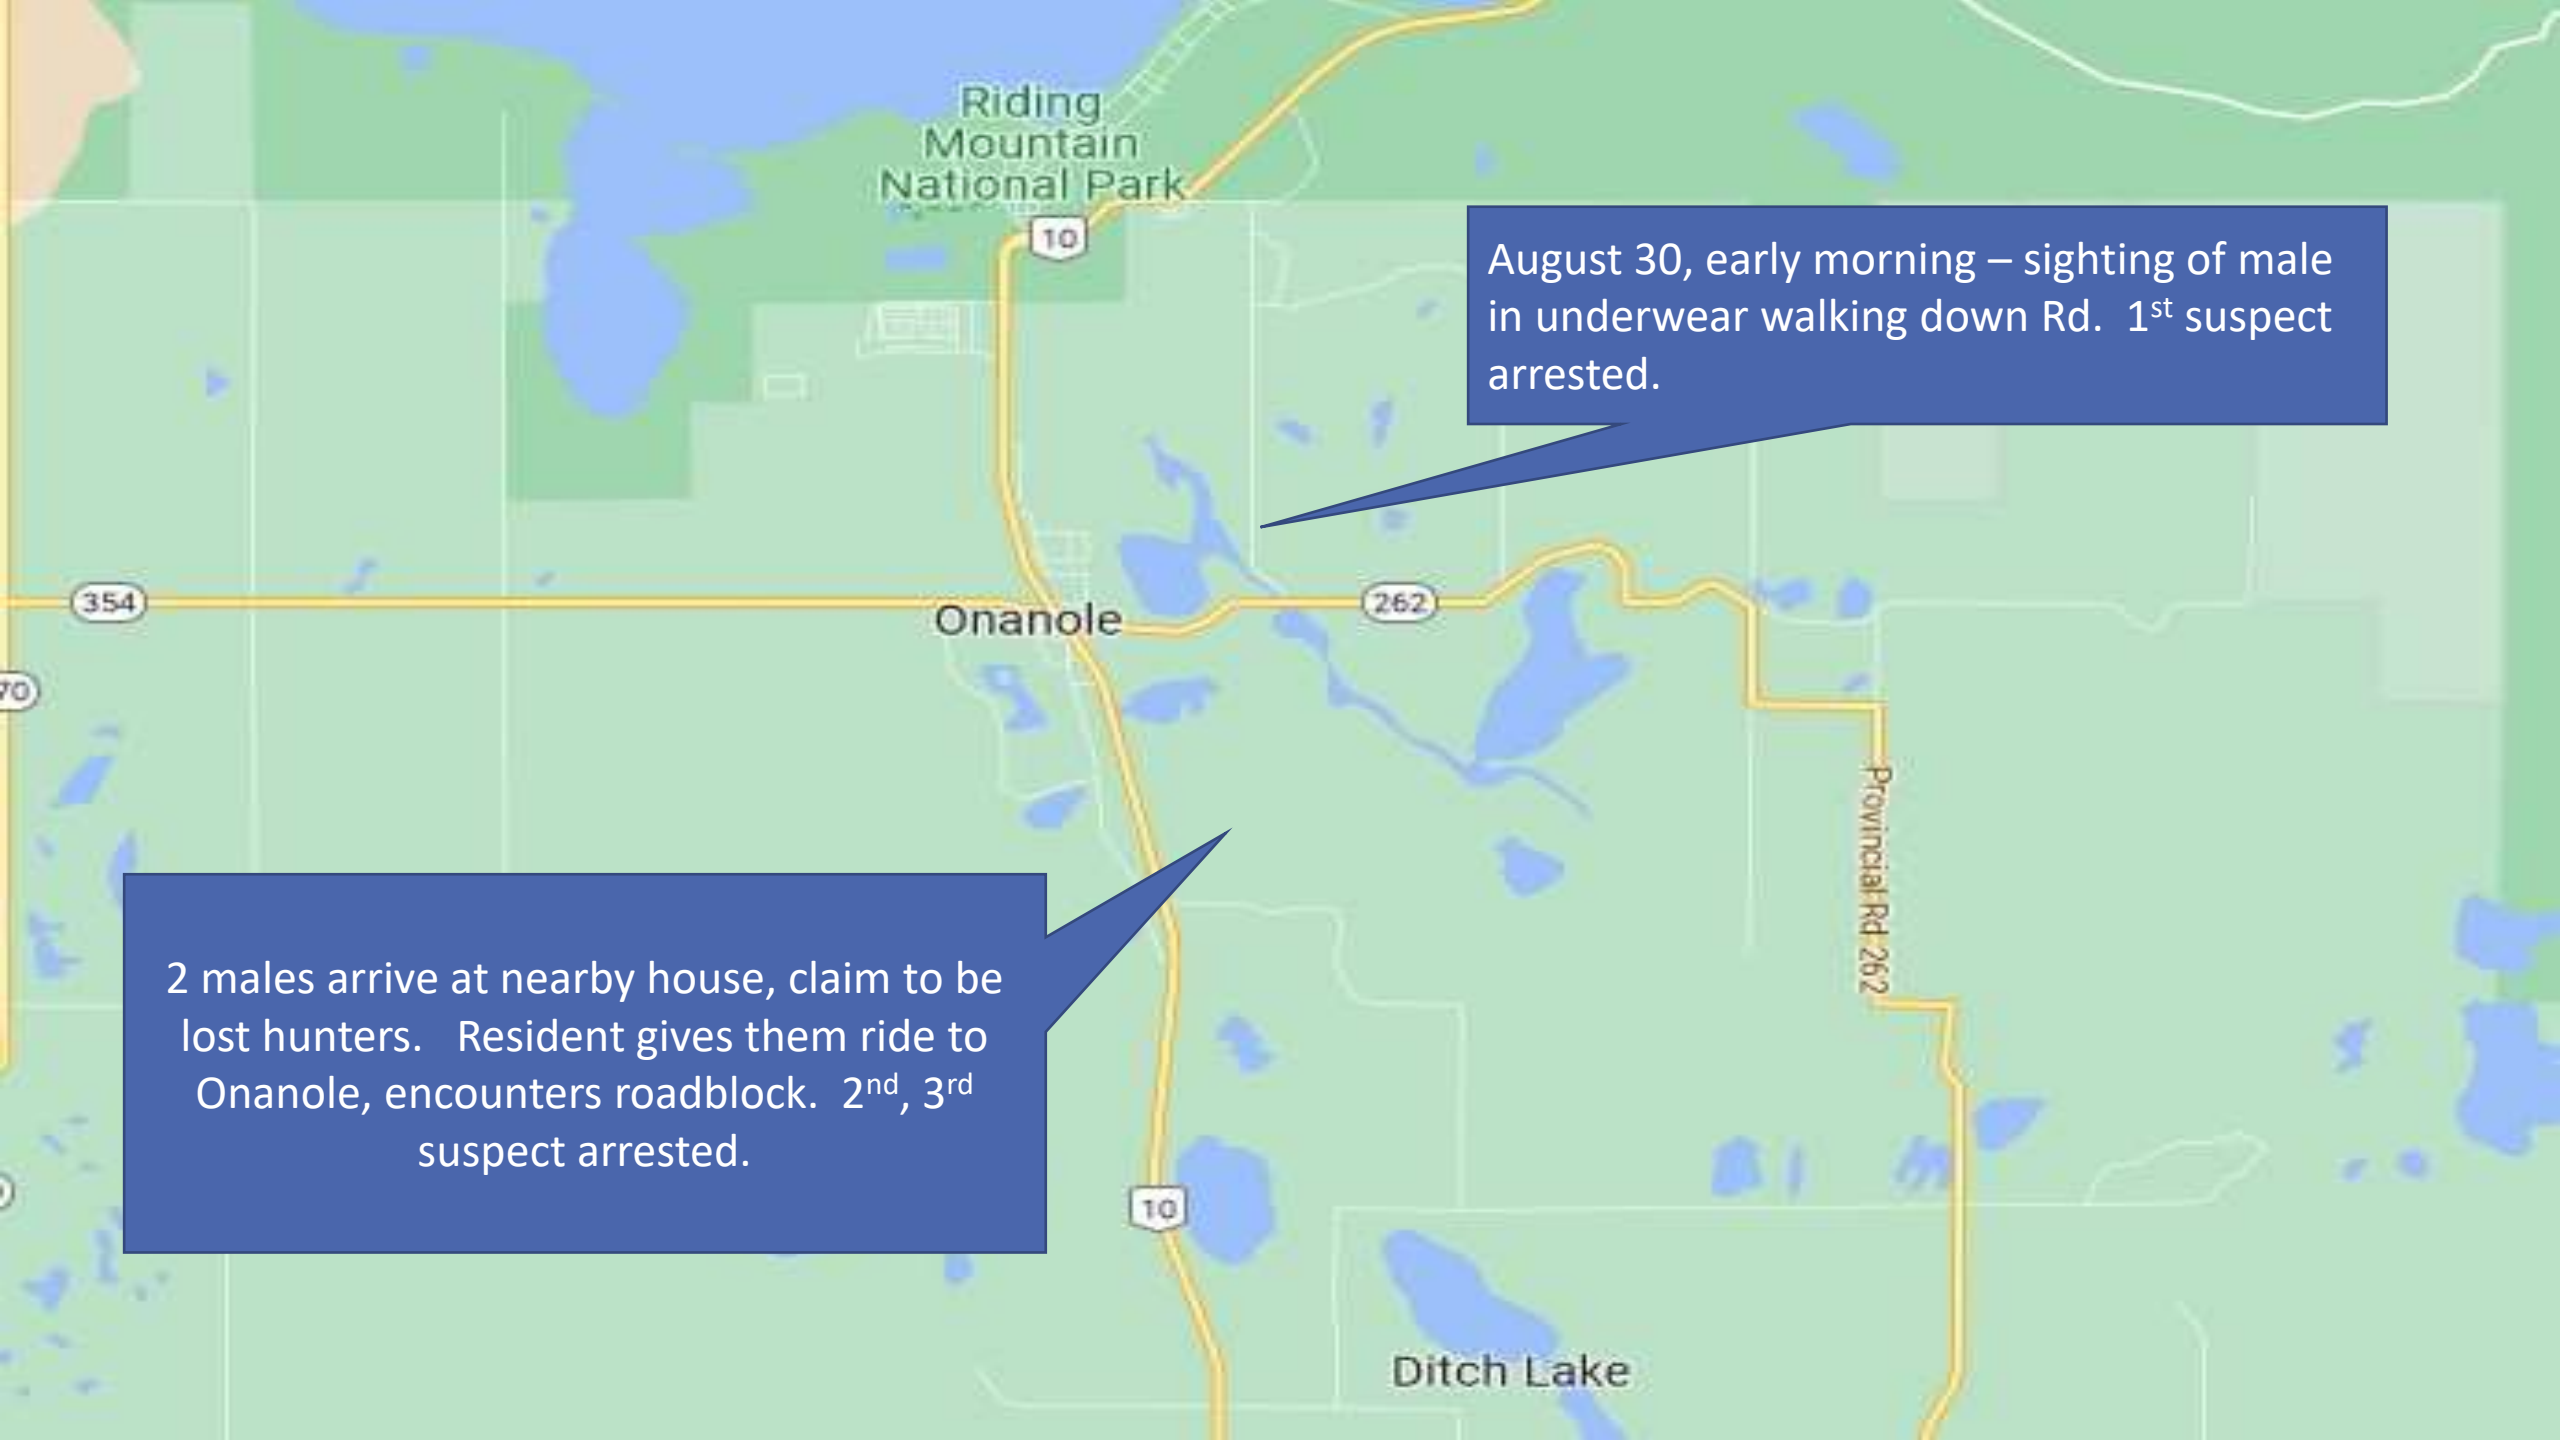 Riding
Mountain
National Park
10
August 30, early morning – sighting of male
in underwear walking down Rd.  1st suspect
arrested.
354
Onanole
262
70
Provincial Rd 262
2 males arrive at nearby house, claim to be
lost hunters.   Resident gives them ride to
Onanole, encounters roadblock.  2nd, 3rd
suspect arrested.
10
Ditch Lake